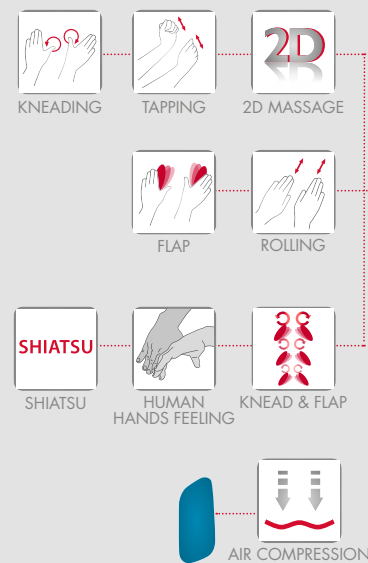 2D
KNEADING
TAPPING
2D MASSAGE
FLAP
ROLLING
SHIATSU
SHIATSU
HUMAN
HANDS FEELING
KNEAD & FLAP
AIR COMPRESSION